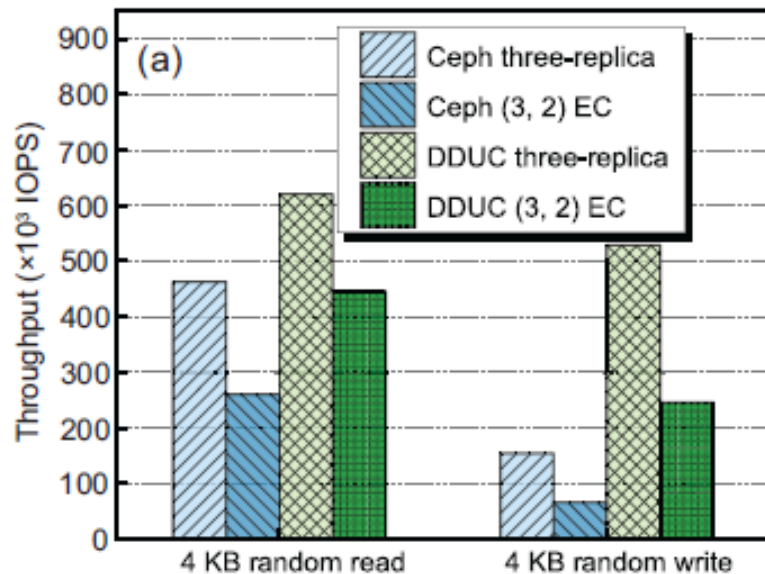 (a)
Ceph three-replica
Ceph (3, 2) EC
DDUC three-replica
DDUC (3, 2) EC
Throughput (×10³ IOPS)
900
800
700
600
500
400
300
200
100
0
4 KB random read
4 KB random write